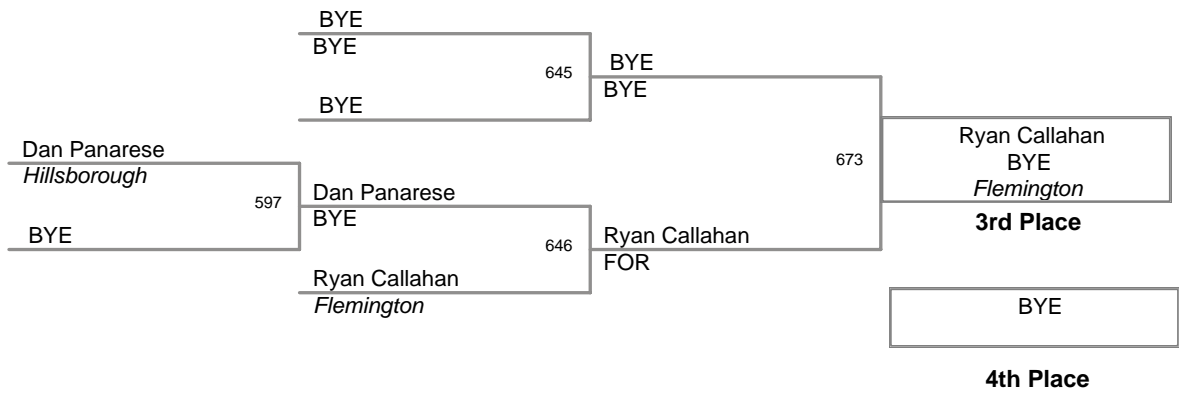 BYE
BYE
645
BYE
BYE
BYE
Dan Panarese
Hillsborough
597
BYE
Dan Panarese
BYE
646
Ryan Callahan
Flemington
Ryan Callahan
FOR
673
Ryan Callahan
BYE
Flemington
3rd Place
BYE
4th Place